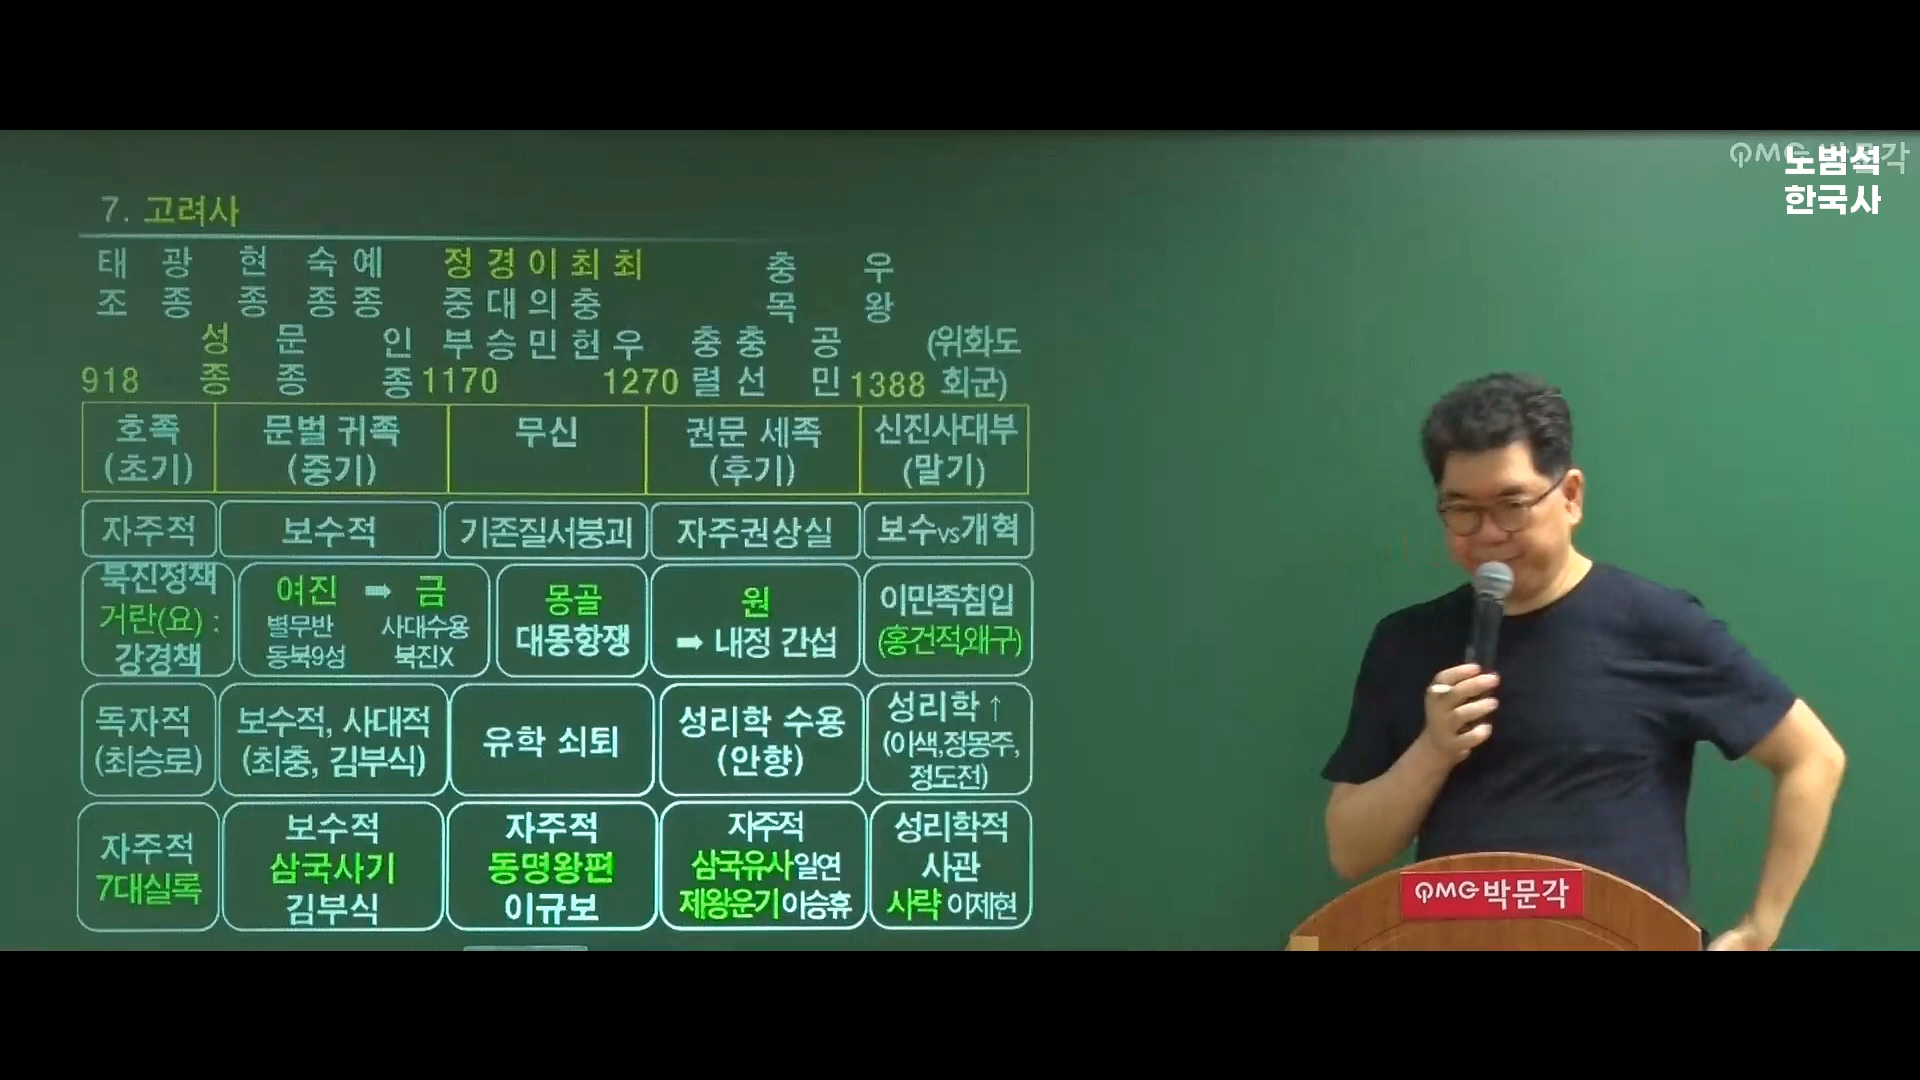 QMG 박문각
노범석
한국사
7. 고려사
태 광 현 숙 예 정 경 이 최 최 충 우
조 종 종 종 종 중 대 의 충 목 왕
성 문 인 부 승 민 헌 우 충 충 공 (위화도
918 종 종 종 1170 1270 렬 선 민 1388 회군)
호족 문벌 귀족 무신 권문 세족 신진사대부
(초기) (중기) (후기) (말기)
자주적 보수적 기존질서붕괴 자주권상실 보수vs개혁
북진정책
거란(요) :
강경책
여진 ➡ 금
별무반 사대수용
동북9성 북진X
몽골
대몽항쟁
원
➡ 내정 간섭
이민족침입
(홍건적,왜구)
독자적
(최승로)
보수적, 사대적
(최충, 김부식)
유학 쇠퇴
성리학 수용
(안향)
성리학↑
(이색,정몽주,
정도전)
자주적
7대실록
보수적
삼국사기
김부식
자주적
동명왕편
이규보
자주적
삼국유사일연
제왕운기 이승휴
성리학적
사관
사략 이제현
QMG 박문각